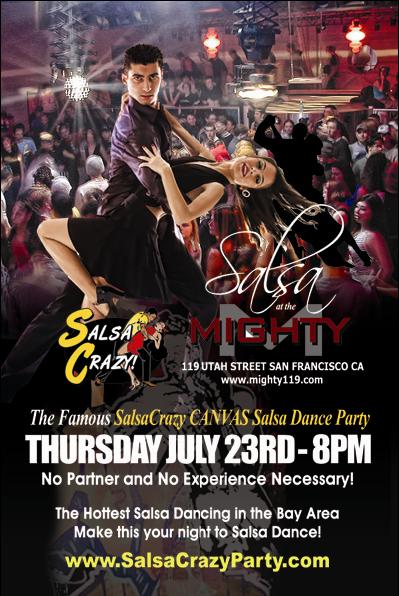 Salsa
at the
MIGHTY
SALSA
CRAZY!
119 UTAH STREET SAN FRANCISCO CA
www.mighty119.com
The Famous SalsaCrazy CANVAS Salsa Dance Party
THURSDAY JULY 23RD - 8PM
No Partner and No Experience Necessary!
The Hottest Salsa Dancing in the Bay Area
Make this your night to Salsa Dance!
www.SalsaCrazyParty.com